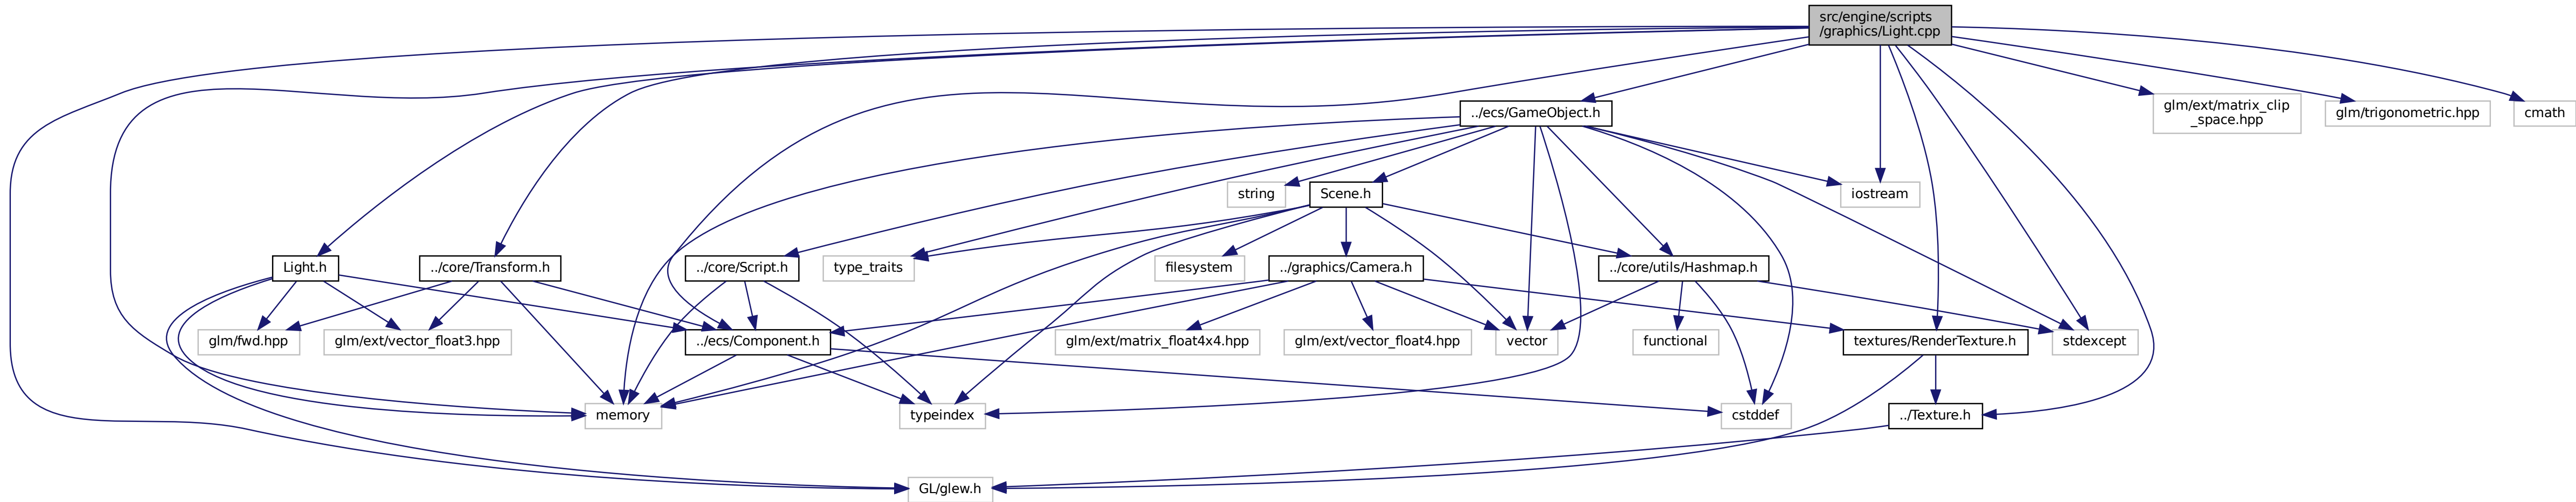 src/engine/scripts
/graphics/Light.cpp
../ecs/GameObject.h
glm/ext/matrix_clip
_space.hpp
glm/trigonometric.hpp
cmath
string
Scene.h
iostream
Light.h
../core/Transform.h
../core/Script.h
type_traits
filesystem
../graphics/Camera.h
../core/utils/Hashmap.h
glm/fwd.hpp
glm/ext/vector_float3.hpp
../ecs/Component.h
glm/ext/matrix_float4x4.hpp
glm/ext/vector_float4.hpp
vector
functional
textures/RenderTexture.h
stdexcept
memory
typeindex
cstddef
../Texture.h
GL/glew.h